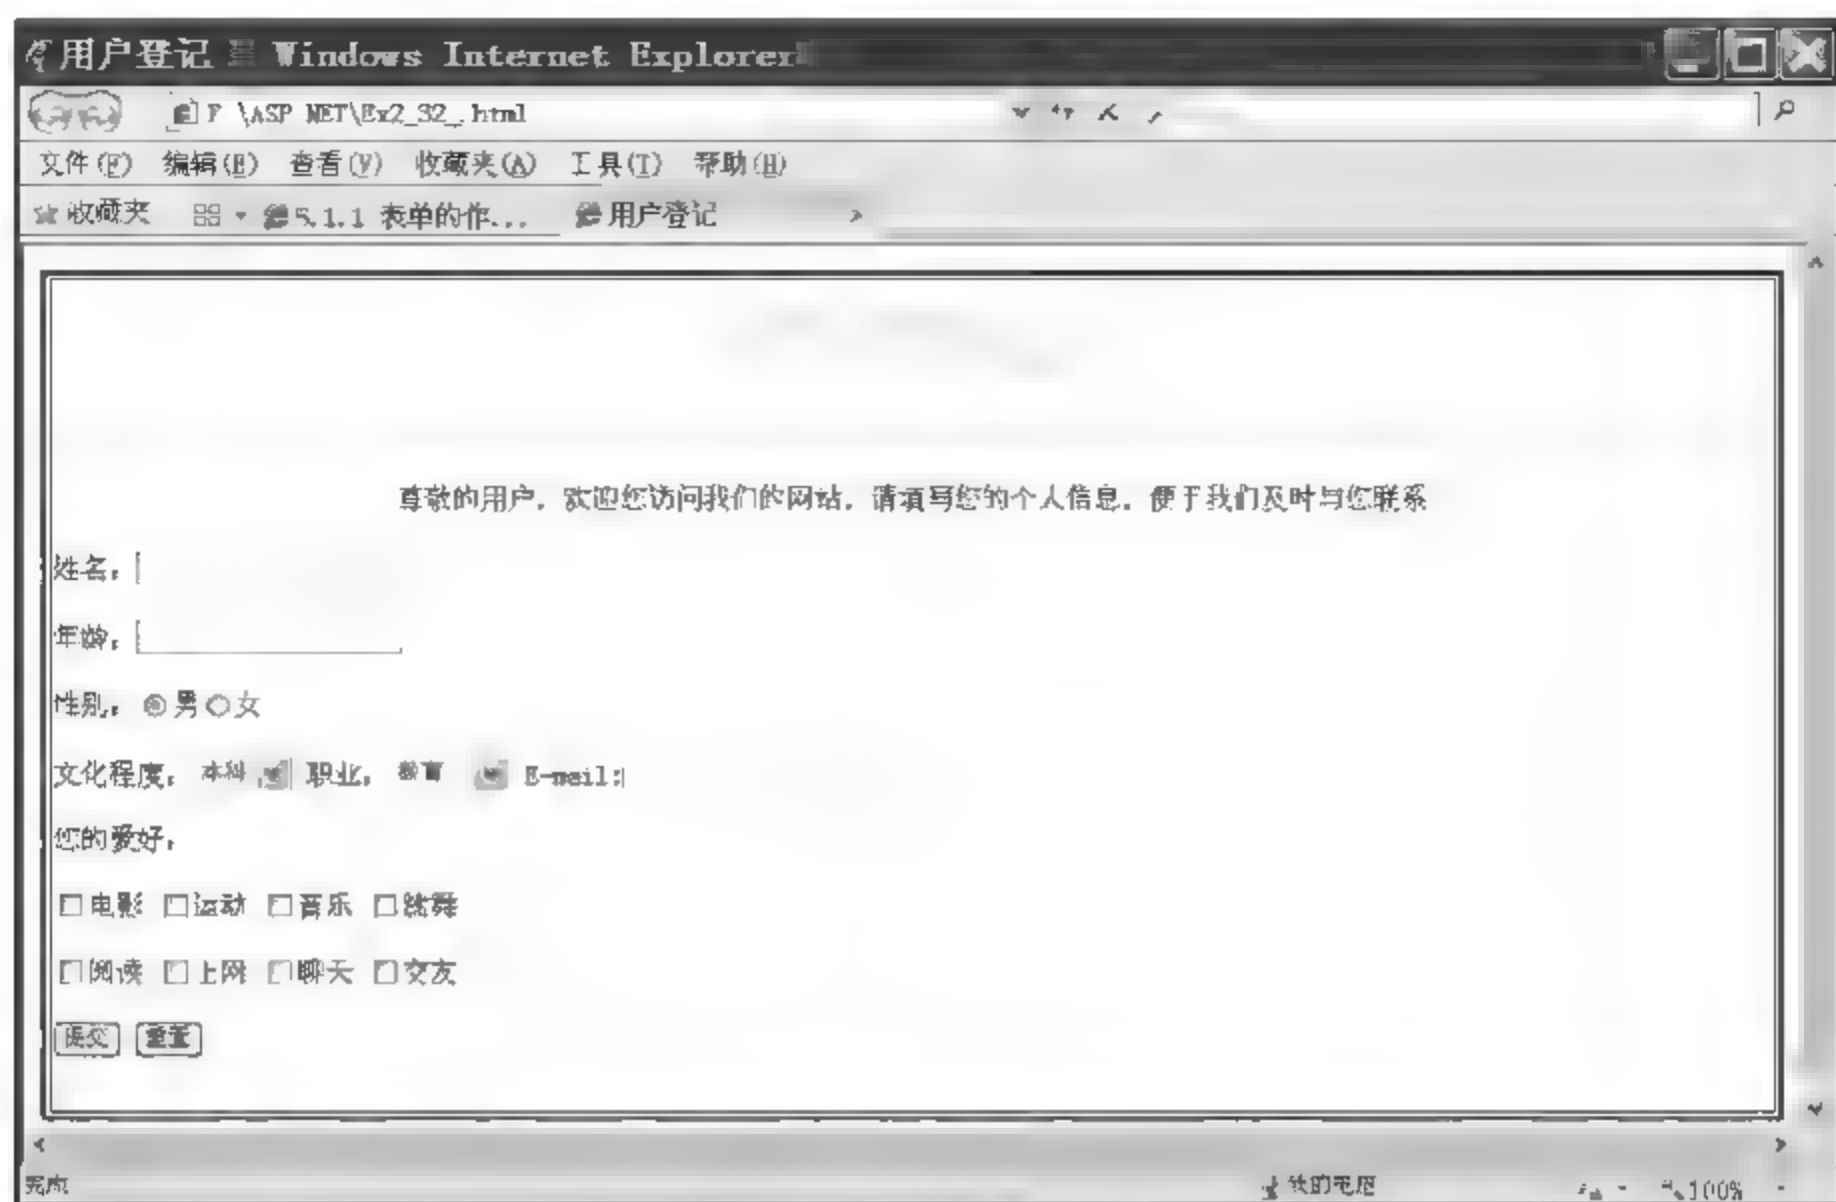 用户登记 Windows Internet Explorer
F \ASP NET\Ex2_32_.html
文件(F) 编辑(E) 查看(V) 收藏夹(A) 工具(T) 帮助(H)
收藏夹 5.1.1 表单的作... 用户登记
尊敬的用户，欢迎您访问我们的网站，请填写您的个人信息，便于我们及时与您联系
姓名：
年龄：
性别：男 女
文化程度：本科 职业：教育 E-mail:
您的爱好：
电影 运动 音乐 跳舞
阅读 上网 聊天 交友
提交 重置
完成 我的电脑 100%